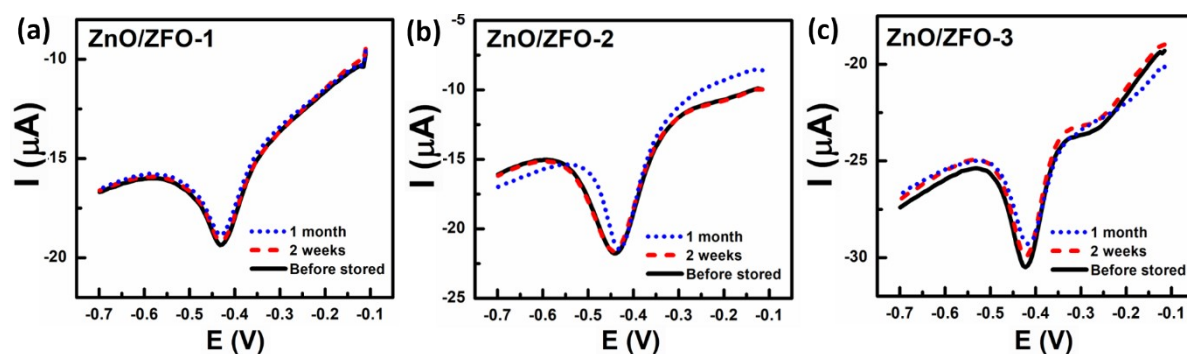 (a)
ZnO/ZFO-1
I (μA)
-10
-15
-20
1 month
2 weeks
Before stored
-0.7 -0.6 -0.5 -0.4 -0.3 -0.2 -0.1
E (V)
(b)
ZnO/ZFO-2
I (μA)
-5
-10
-15
-20
-25
1 month
2 weeks
Before stored
-0.7 -0.6 -0.5 -0.4 -0.3 -0.2 -0.1
E (V)
(c)
ZnO/ZFO-3
I (μA)
-20
-25
-30
1 month
2 weeks
Before stored
-0.7 -0.6 -0.5 -0.4 -0.3 -0.2 -0.1
E (V)